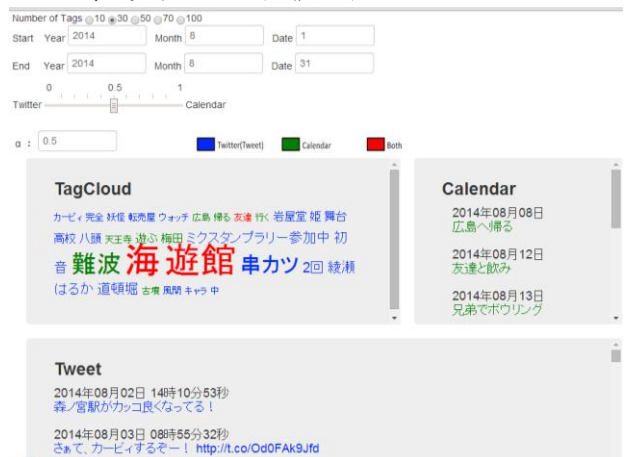 Number of Tags 10 30 50 70 100
Start Year 2014 Month 8 Date 1
End Year 2014 Month 8 Date 31
0 0.5 1
Twitter Calendar
α : 0.5 Twitter(Tweet) Calendar Both
TagCloud
カービィ 完全 妖怪 転売屋 ウォッチ 広島 帰る 友達 行く 岩屋堂 姫 舞台
高校 八頭 天王寺 遊ぶ 梅田 ミクスタンプラリー参加中 初
音 難波 海遊館 串カツ 2回 綾瀬
はるか 道頓堀 古墳 風間 キャラ 中
Calendar
2014年08月08日
広島へ帰る
2014年08月12日
友達と飲み
2014年08月13日
兄弟でボウリング
Tweet
2014年08月02日 14時10分53秒
森ノ宮駅がカッコ良くなってる！
2014年08月03日 08時55分32秒
さぁて、カービィするぞー！ http://t.co/Od0FAk9Jfd